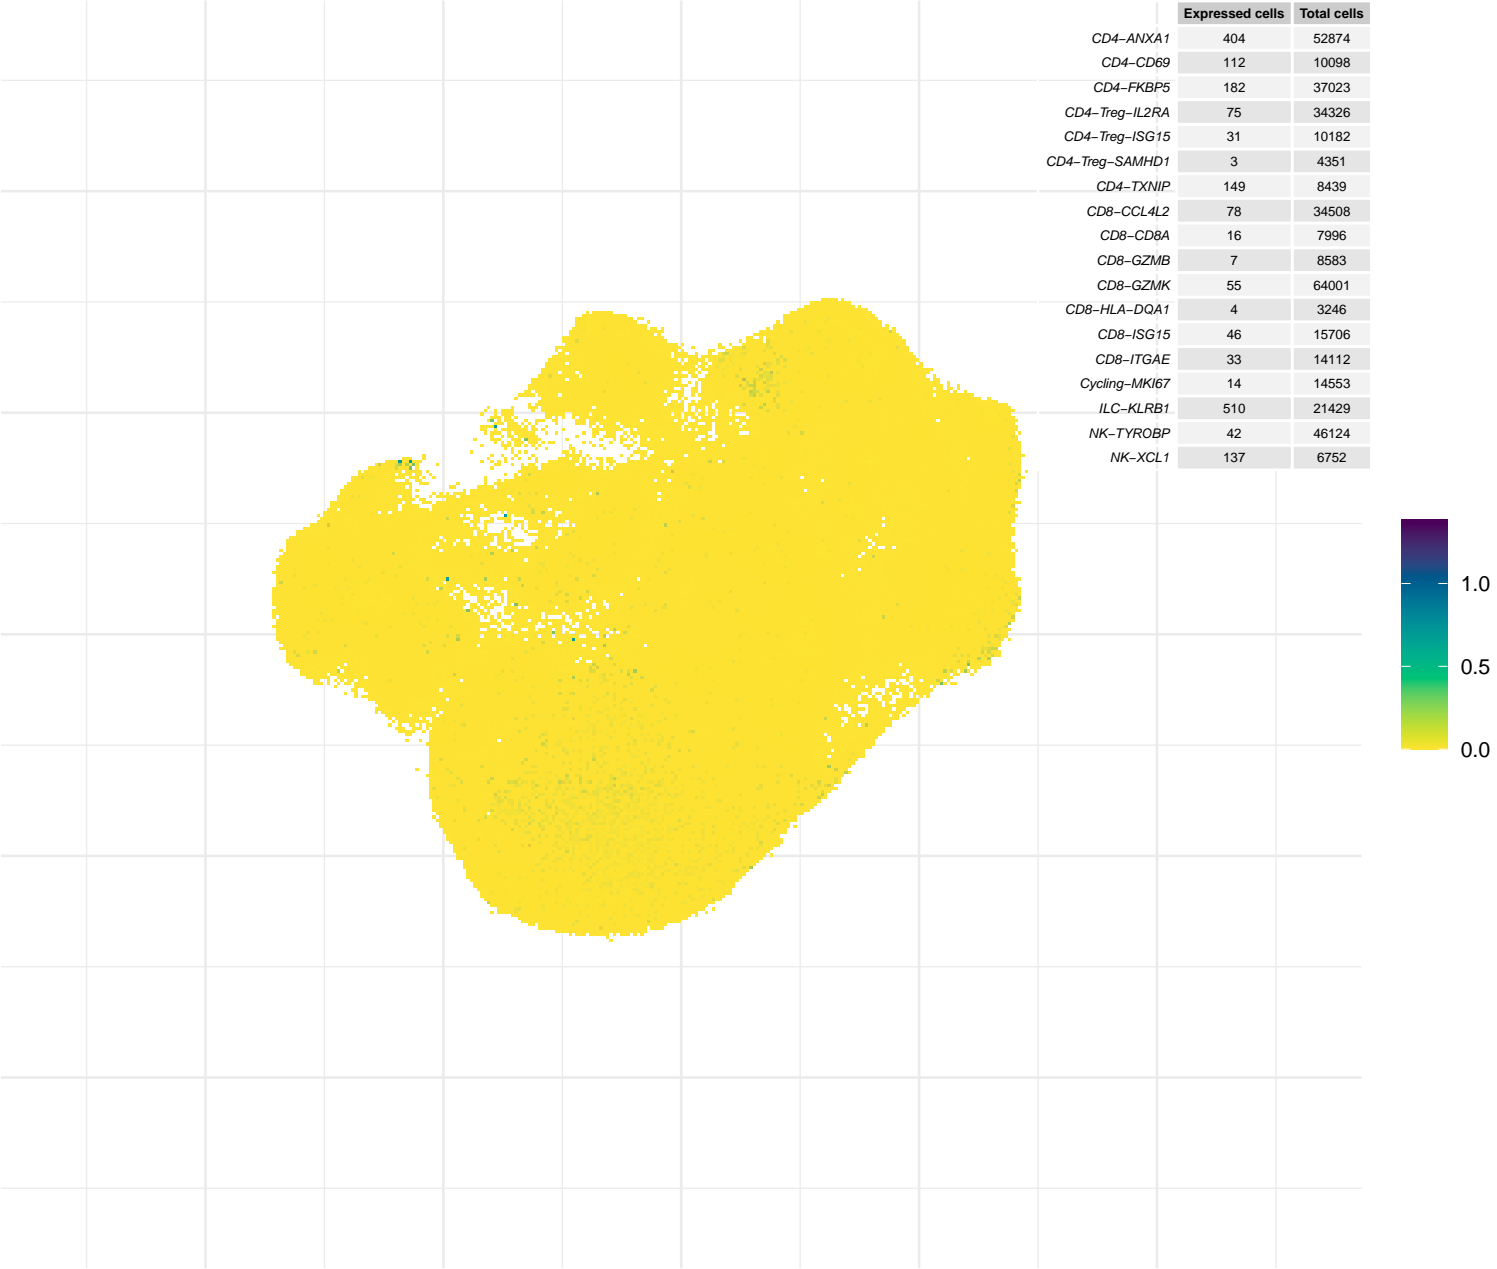 Expressed cells Total cells
CD4−ANXA1 404 52874
CD4−CD69 112 10098
CD4−FKBP5 182 37023
CD4−Treg−IL2RA 75 34326
CD4−Treg−ISG15 31 10182
CD4−Treg−SAMHD1 3 4351
CD4−TXNIP 149 8439
CD8−CCL4L2 78 34508
CD8−CD8A 16 7996
CD8−GZMB 7 8583
CD8−GZMK 55 64001
CD8−HLA−DQA1 4 3246
CD8−ISG15 46 15706
CD8−ITGAE 33 14112
Cycling−MKI67 14 14553
ILC−KLRB1 510 21429
NK−TYROBP 42 46124
NK−XCL1 137 6752
1.0
0.5
0.0